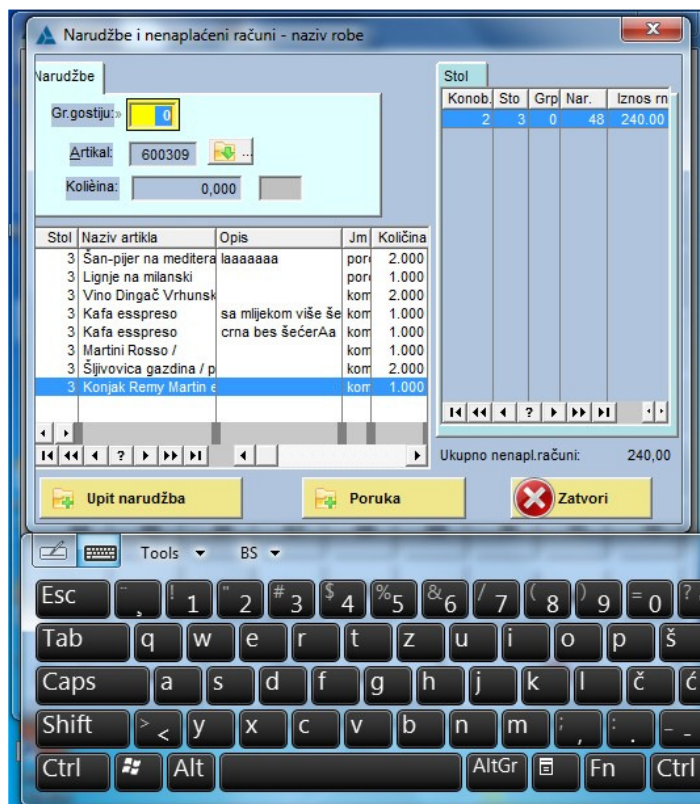 Narudžbe i nenaplaćeni računi - naziv robe
Narudžbe
Gr.gostiju:» 0
Artikal: 600309 ...
Kolièina: 0,000
Stol
Konob. Sto Grp Nar. Iznos rn
2 3 0 48 240.00
Stol Naziv artikla Opis Jm Količina
3 Šan-pijer na meditera laaaaaaa por 2.000
3 Lignje na milanski por 1.000
3 Vino Dingač Vrhunsk kom 2.000
3 Kafa esspreso sa mlijekom više še kom 1.000
3 Kafa esspreso crna bes šećerAa kom 1.000
3 Martini Rosso / kom 1.000
3 Šljivovica gazdina / p kom 2.000
3 Konjak Remy Martin e kom 1.000
?
?
Ukupno nenapl.računi: 240,00
Upit narudžba Poruka Zatvori
Tools BS
Esc ¨ ¸ ! 1 " 2 # 3 $ 4 % 5 & 6 / 7 ( 8 ) 9 = 0 ?
Tab q w e r t z u i o p š
Caps a s d f g h j k l č ć
Shift > < y x c v b n m ; , : . _ -
Ctrl Alt AltGr Fn Ctrl